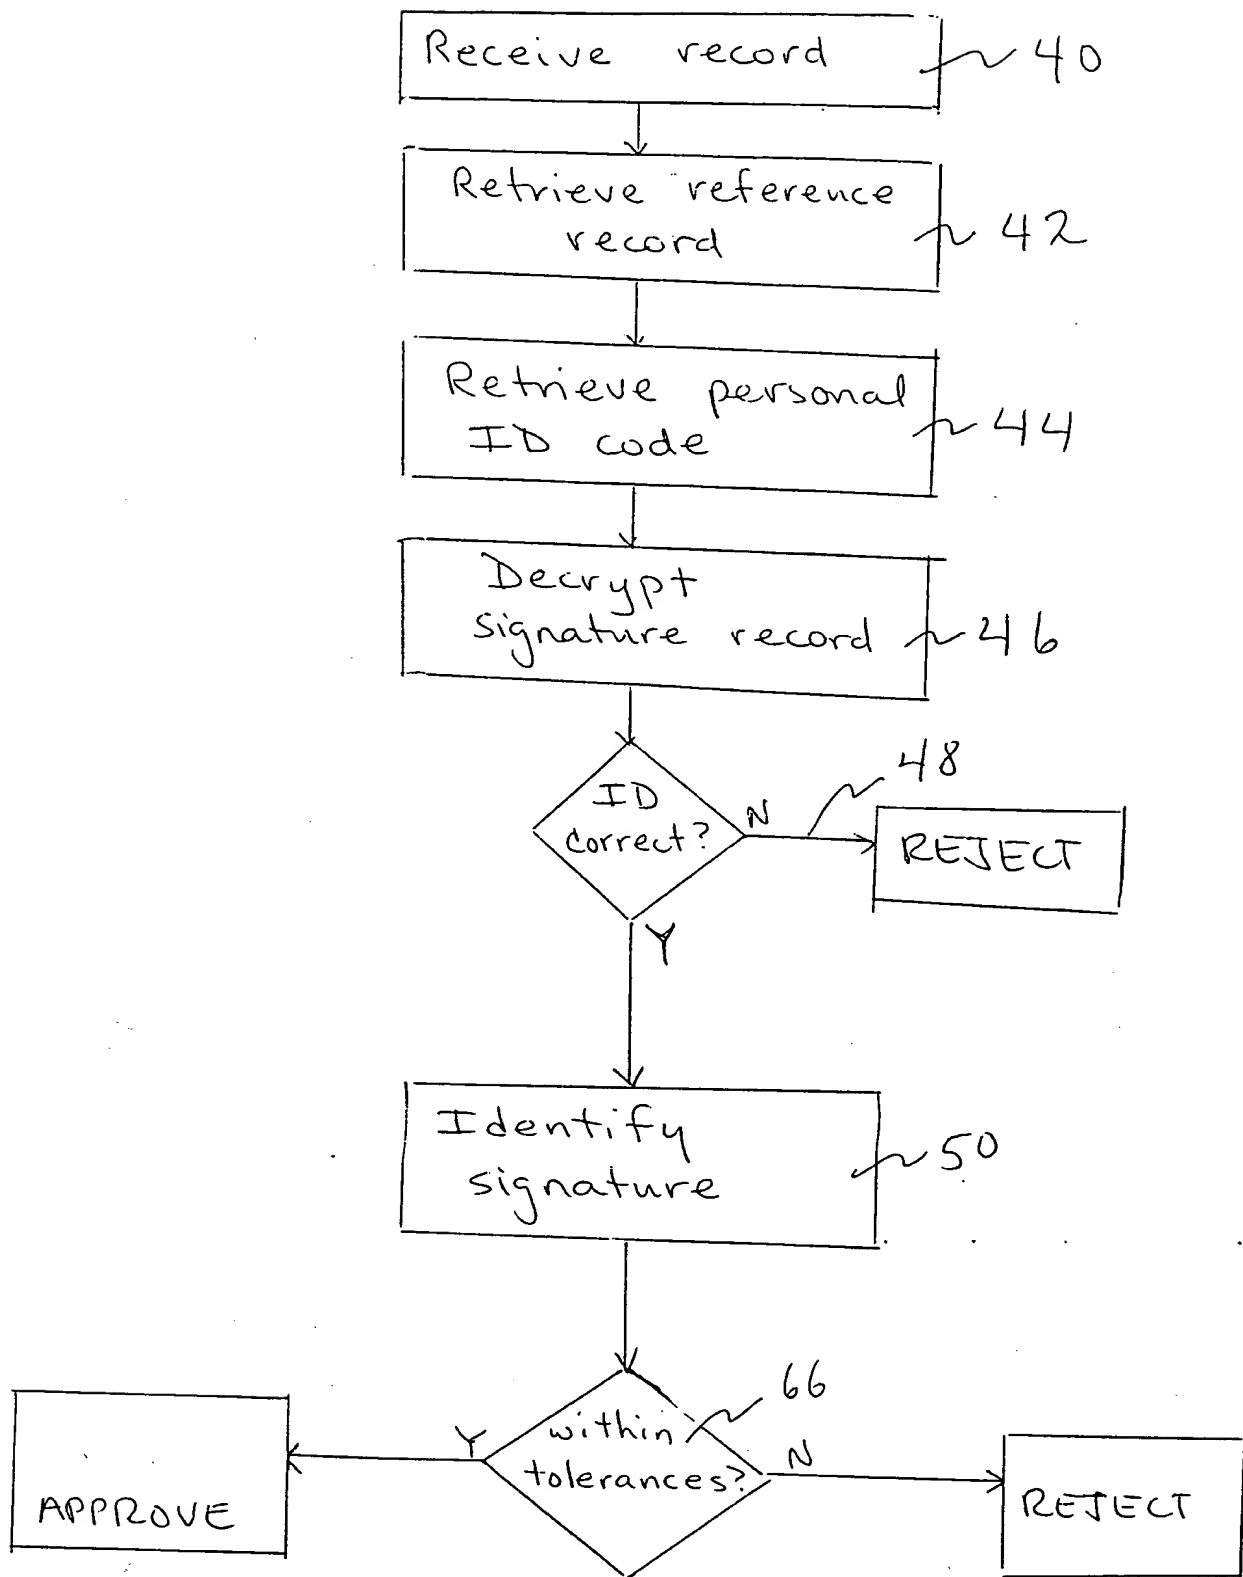 Receive record 40
Retrieve reference
record 42
Retrieve personal
ID code 44
Decrypt
signature record 46
48
ID
correct?
N
REJECT
Y
Identify
signature 50
66
within
tolerances?
Y
N
APPROVE
REJECT